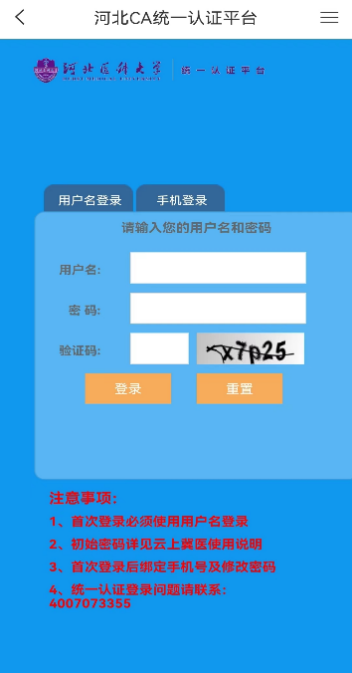 河北CA统一认证平台
河北医科大学 统一认证平台
用户名登录 手机登录
请输入您的用户名和密码
用户名:
密 码:
验证码: x7p25
登录 重置
注意事项:
1、首次登录必须使用用户名登录
2、初始密码详见云上冀医使用说明
3、首次登录后绑定手机号及修改密码
4、统一认证登录问题请联系:
4007073355